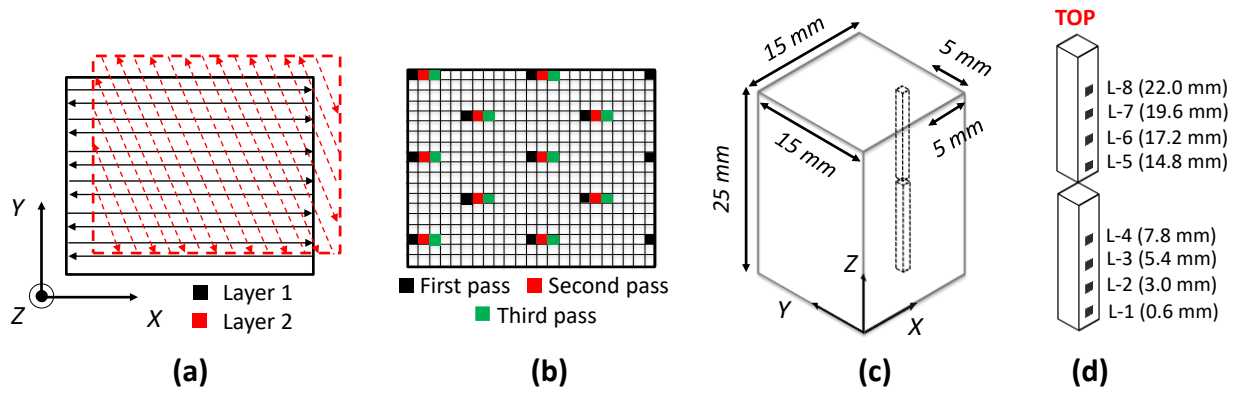 Y
Z
X
Layer 1
Layer 2
(a)
First pass
Second pass
Third pass
(b)
15 mm
5 mm
15 mm
5 mm
25 mm
Z
Y
X
(c)
TOP
L-8 (22.0 mm)
L-7 (19.6 mm)
L-6 (17.2 mm)
L-5 (14.8 mm)
L-4 (7.8 mm)
L-3 (5.4 mm)
L-2 (3.0 mm)
L-1 (0.6 mm)
(d)